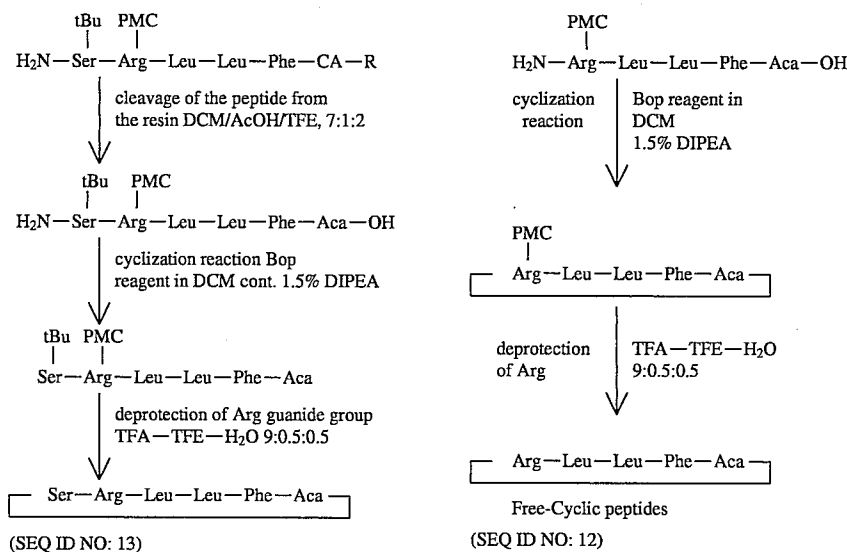 tBu PMC
H₂N—Ser—Arg—Leu—Leu—Phe—CA—R
cleavage of the peptide from
the resin DCM/AcOH/TFE, 7:1:2
tBu PMC
H₂N—Ser—Arg—Leu—Leu—Phe—Aca—OH
cyclization reaction Bop
reagent in DCM cont. 1.5% DIPEA
tBu PMC
Ser—Arg—Leu—Leu—Phe—Aca
deprotection of Arg guanide group
TFA—TFE—H₂O 9:0.5:0.5
Ser—Arg—Leu—Leu—Phe—Aca
(SEQ ID NO: 13)
PMC
H₂N—Arg—Leu—Leu—Phe—Aca—OH
cyclization
reaction
Bop reagent in
DCM
1.5% DIPEA
PMC
Arg—Leu—Leu—Phe—Aca
deprotection
of Arg
TFA—TFE—H₂O
9:0.5:0.5
Arg—Leu—Leu—Phe—Aca
Free-Cyclic peptides
(SEQ ID NO: 12)